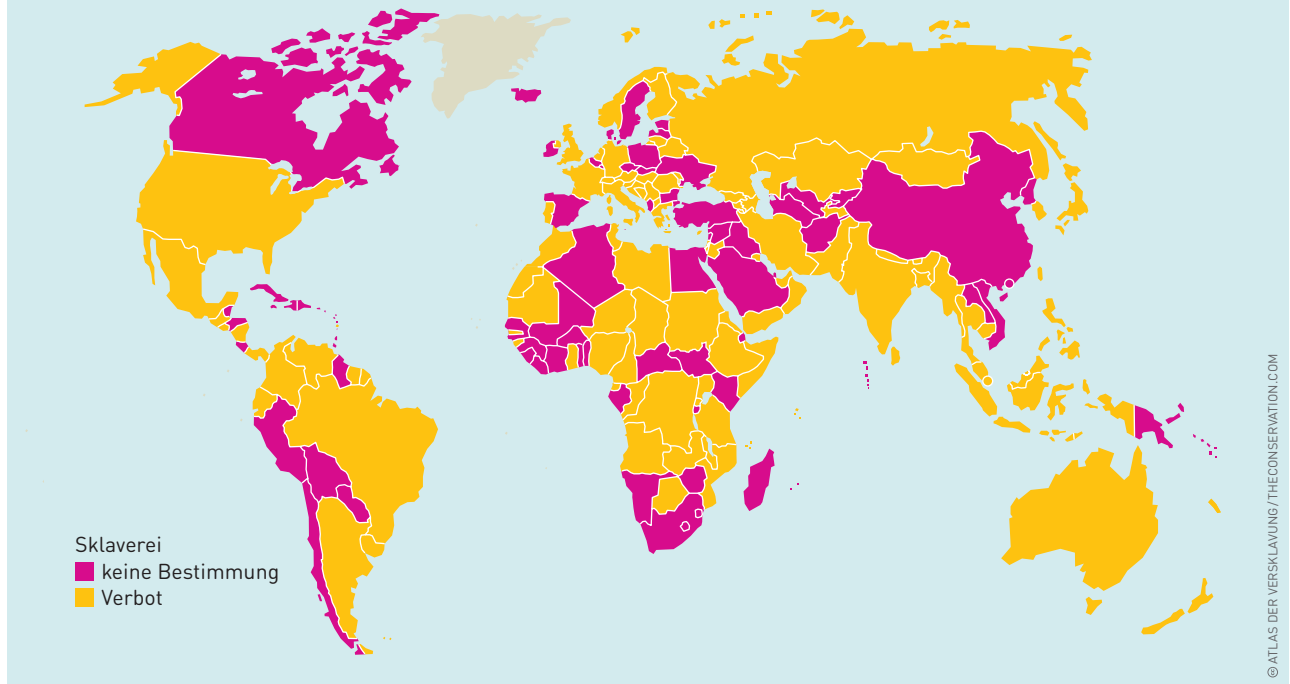 Sklaverei
keine Bestimmung
Verbot
© ATLAS DER VERSKLAVUNG / THECONSERVATION.COM